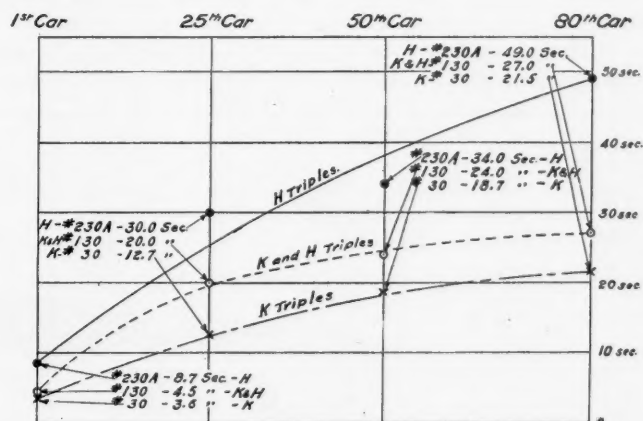 1st Car 25th Car 50th Car 80th Car
H-#230A-49.0 Sec.
K&H#130 -27.0 "
K-# 30 -21.5 "
50 sec.
40 sec.
#230A-34.0 Sec-H
#130 -24.0 " -K&H
# 30 -18.7 " -K
H Triples.
H-#230A-30.0 Sec.
K&H#130 -20.0 "
K-# 30 -12.7 "
30 sec.
K and H Triples
20 sec.
K Triples
10 sec.
#230A-8.7 Sec-H
#130 -4.5 " -K&H
# 30 -3.6 " -K